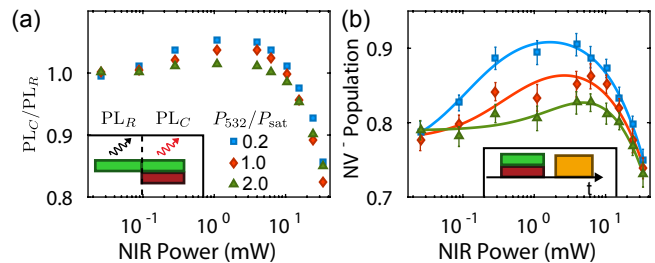 (a)
PL_C/PL_R
1.0
0.9
0.8
PL_R PL_C
P_532/P_sat
0.2
1.0
2.0
10^-1 10^0 10^1
NIR Power (mW)
(b)
NV^- Population
0.9
0.8
0.7
t
10^-1 10^0 10^1
NIR Power (mW)